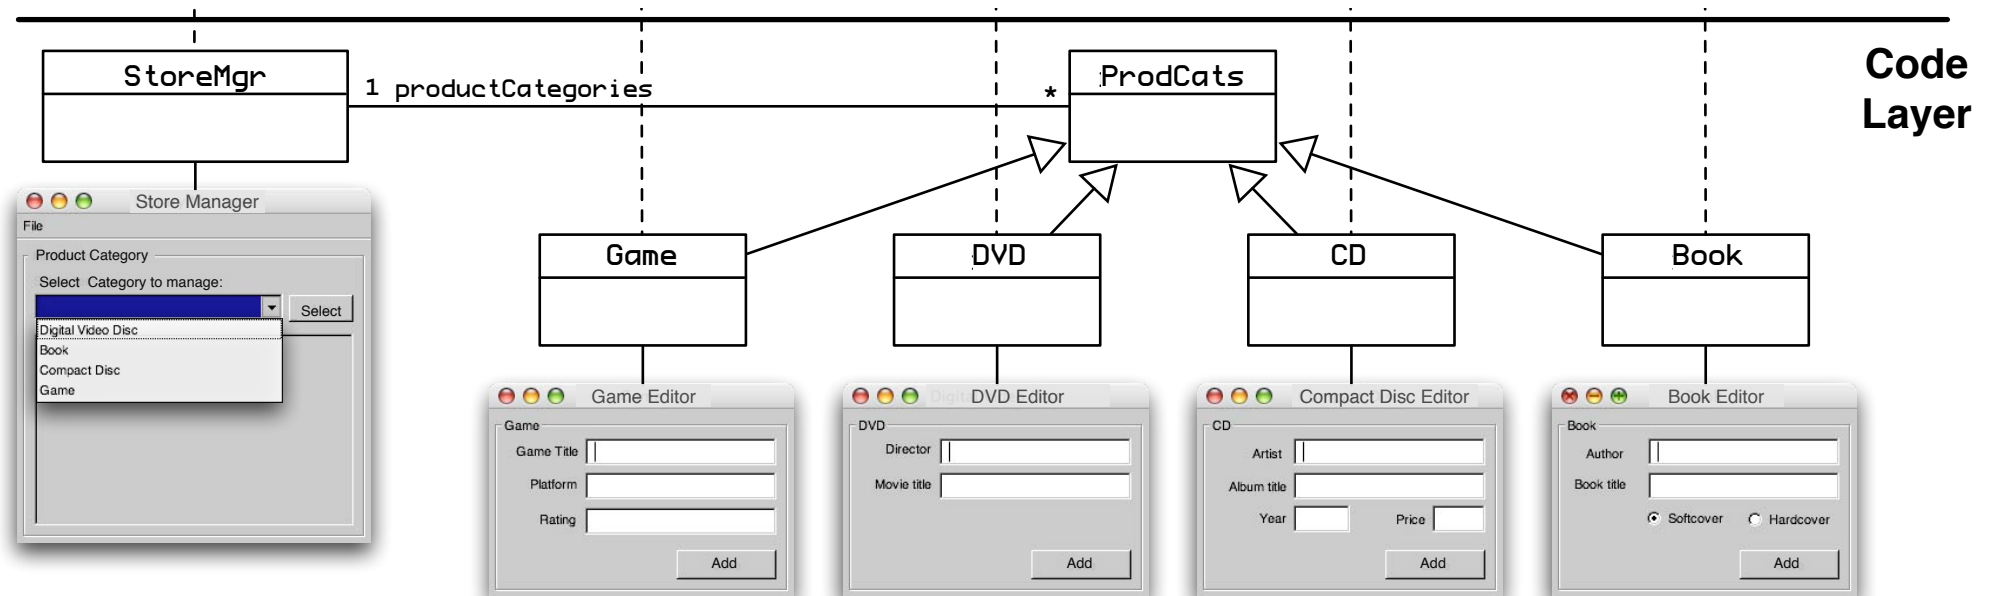 Code
Layer
StoreMgr
1 productCategories
*
ProdCats
Game
DVD
CD
Book
Store Manager
File
Product Category
Select Category to manage:
Select
Digital Video Disc
Book
Compact Disc
Game
Game Editor
Game
Game Title
Platform
Rating
Add
DVD Editor
DVD
Director
Movie title
Add
Compact Disc Editor
CD
Artist
Album title
Year Price
Add
Book Editor
Book
Author
Book title
Softcover Hardcover
Add